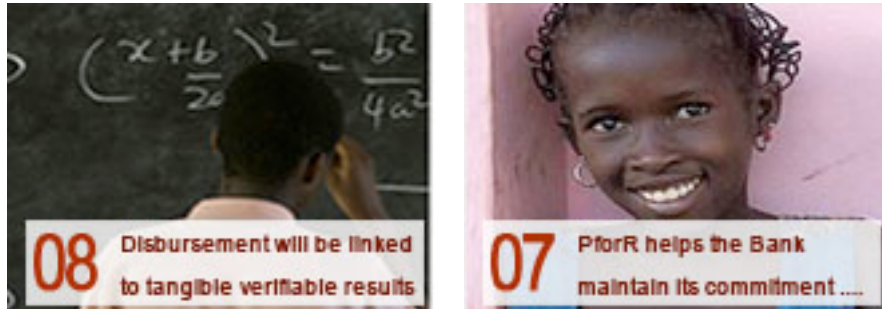 (x + b/2a)² = b²/4a²
08 Disbursement will be linked
to tangible verifiable results
07 PforR helps the Bank
maintain its commitment ....